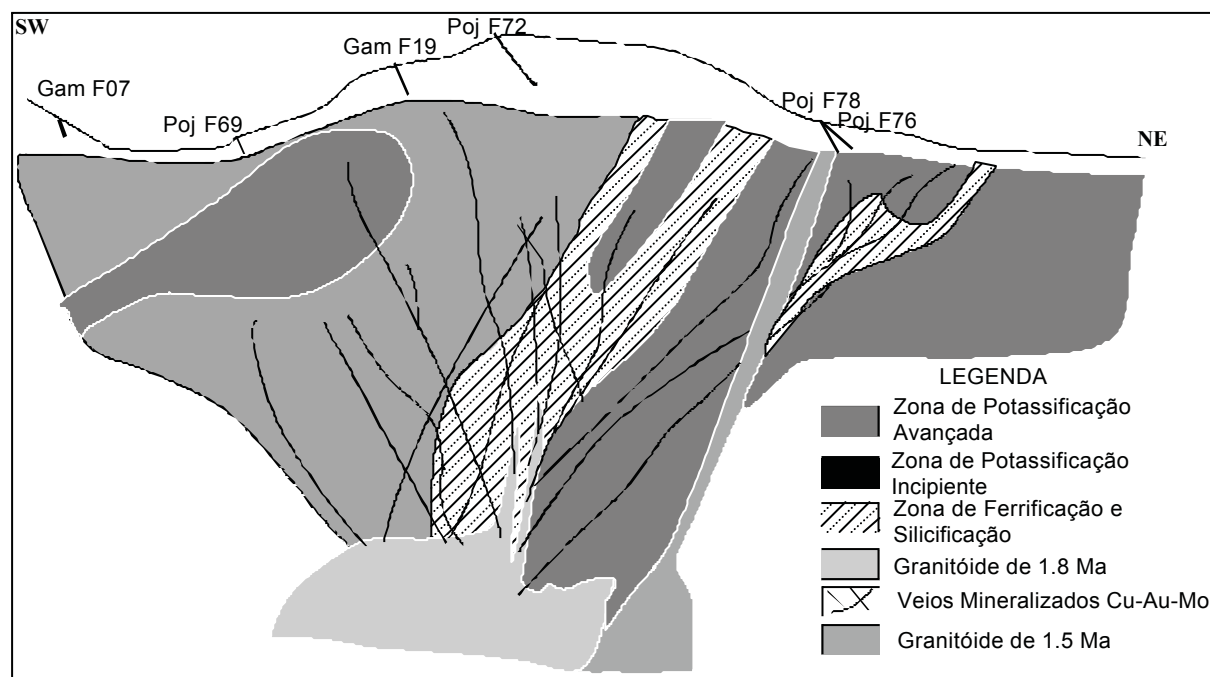 SW
Poj F72
Gam F19
Gam F07
Poj F69
Poj F78
Poj F76
NE
LEGENDA
Zona de Potassificação
Avançada
Zona de Potassificação
Incipiente
Zona de Ferrificação e
Silicificação
Granitóide de 1.8 Ma
Veios Mineralizados Cu-Au-Mo
Granitóide de 1.5 Ma